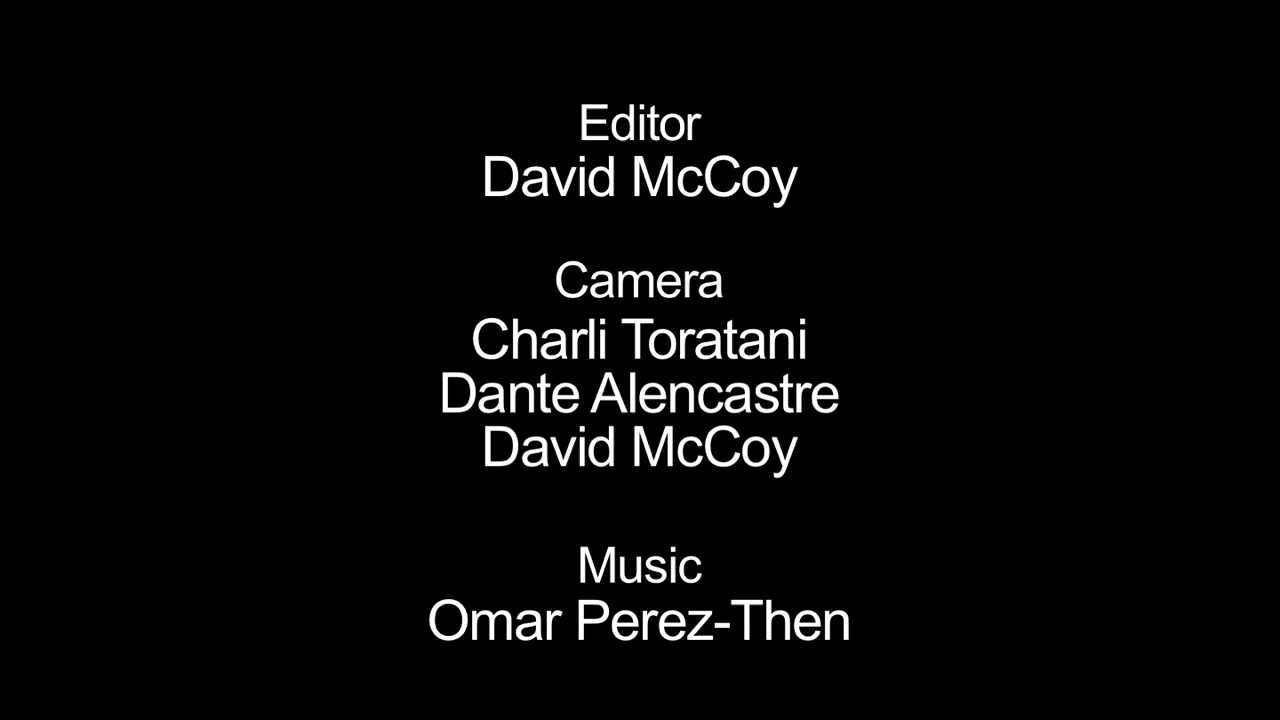 Editor
David McCoy
Camera
Charli Toratani
Dante Alencastre
David McCoy
Music
Omar Perez-Then